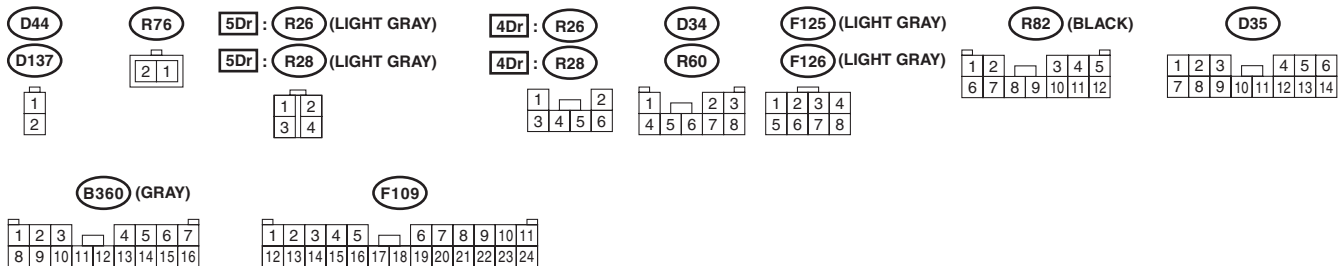 D44 R76 5Dr : R26 (LIGHT GRAY) 4Dr : R26 D34 F125 (LIGHT GRAY) R82 (BLACK) D35
D137 5Dr : R28 (LIGHT GRAY) 4Dr : R28 R60 F126 (LIGHT GRAY)
2 1
1 2 3 4 5
6 7 8 9 10 11 12
1 2 3 4 5 6
7 8 9 10 11 12 13 14
1
2
1 2
3 4
1 2
3 4 5 6
1 2 3
4 5 6 7 8
1 2 3 4
5 6 7 8
B360 (GRAY) F109
1 2 3 4 5 6 7
8 9 10 11 12 13 14 15 16
1 2 3 4 5 6 7 8 9 10 11
12 13 14 15 16 17 18 19 20 21 22 23 24